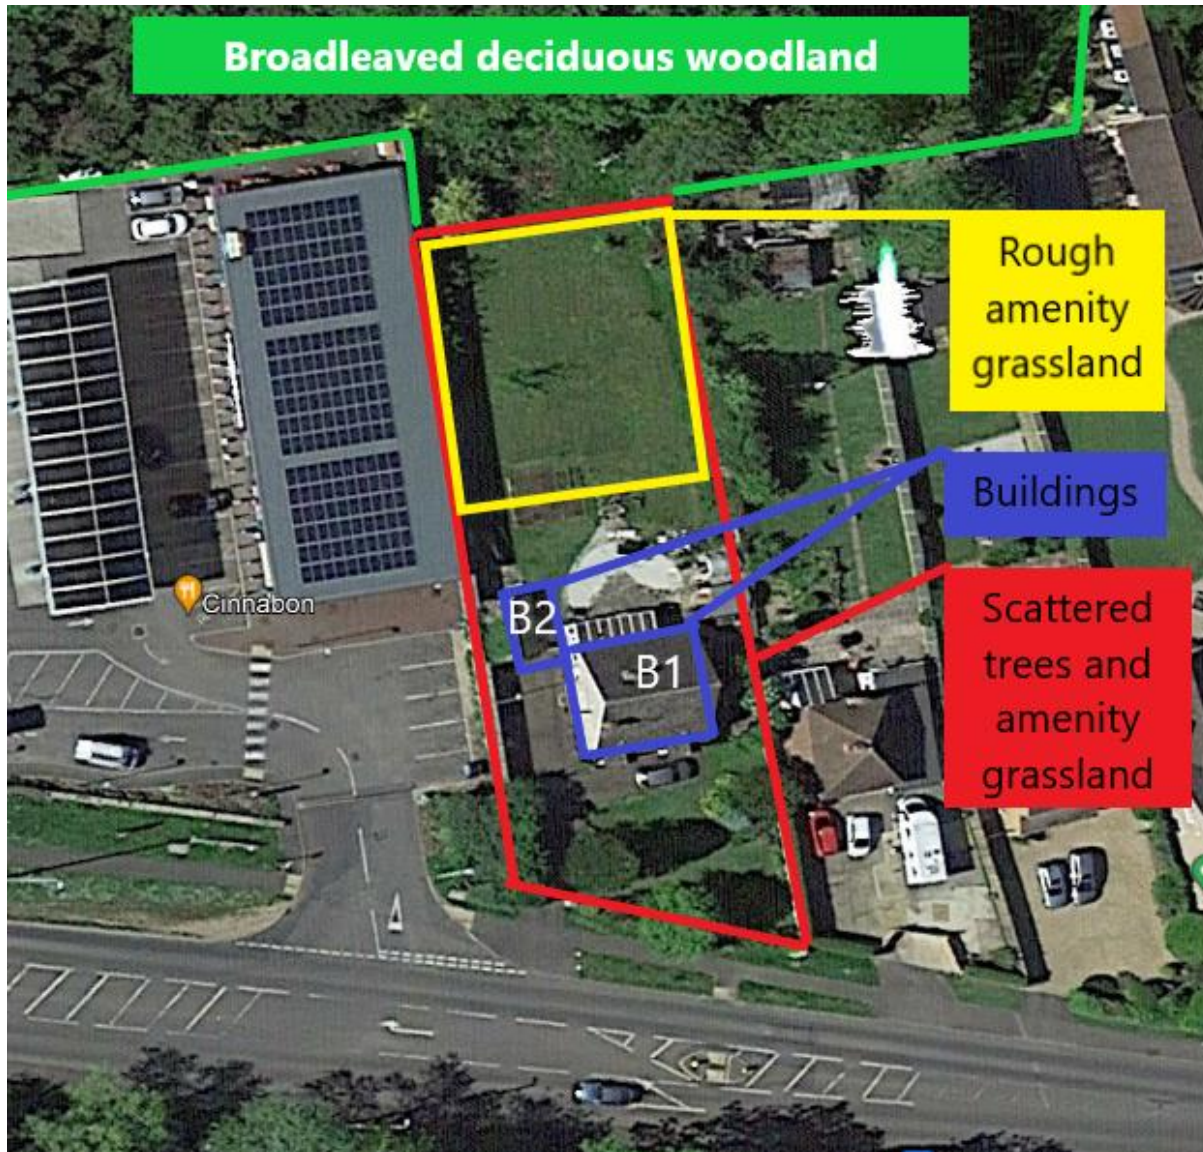 Broadleaved deciduous woodland
Rough
amenity
grassland
Buildings
B2
Cinnabon
B1
Scattered
trees and
amenity
grassland